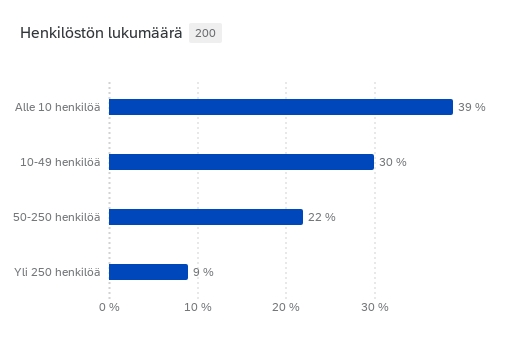 Henkilöstön lukumäärä 200
Alle 10 henkilöä 39 %
10-49 henkilöä 30 %
50-250 henkilöä 22 %
Yli 250 henkilöä 9 %
0 % 10 % 20 % 30 %